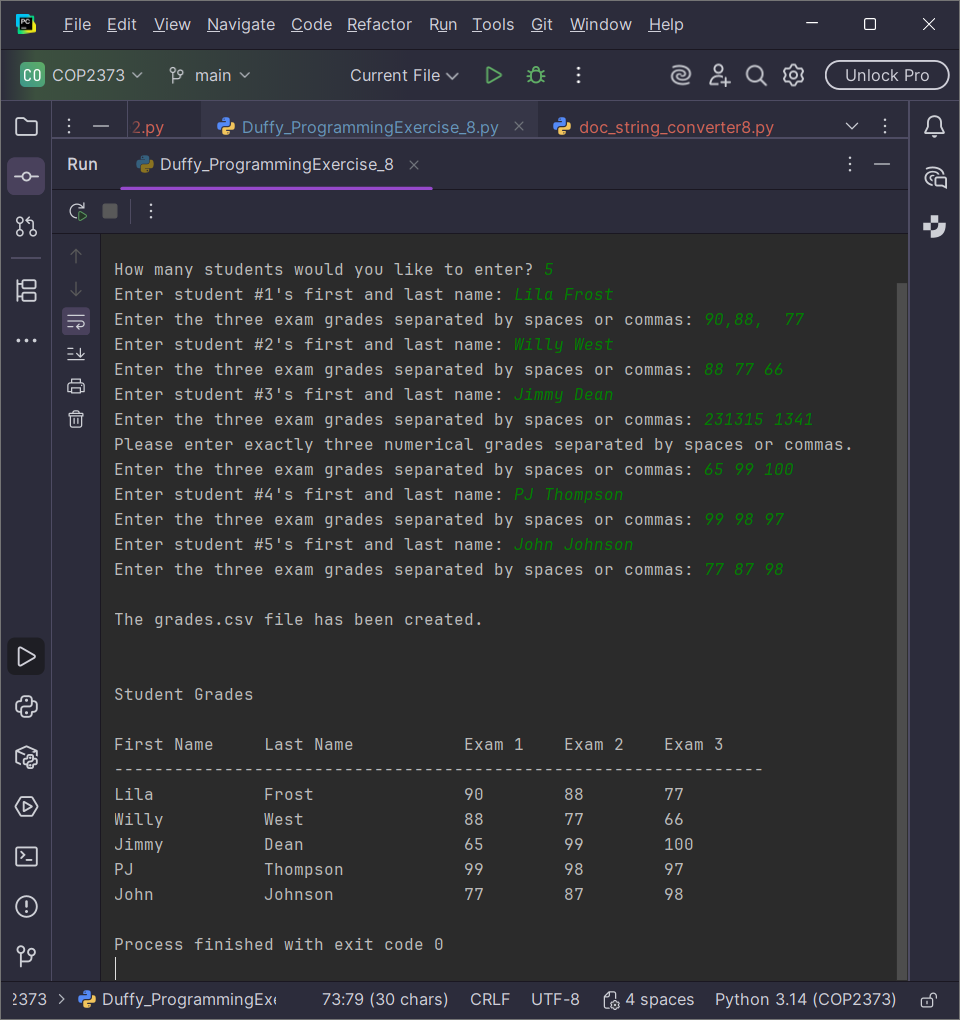 File Edit View Navigate Code Refactor Run Tools Git Window Help
CO COP2373 main Current File Unlock Pro
2.py Duffy_ProgrammingExercise_8.py doc_string_converter8.py
Run Duffy_ProgrammingExercise_8
How many students would you like to enter? 5
Enter student #1's first and last name: Lila Frost
Enter the three exam grades separated by spaces or commas: 90,88,  77
Enter student #2's first and last name: Willy West
Enter the three exam grades separated by spaces or commas: 88 77 66
Enter student #3's first and last name: Jimmy Dean
Enter the three exam grades separated by spaces or commas: 231315 1341
Please enter exactly three numerical grades separated by spaces or commas.
Enter the three exam grades separated by spaces or commas: 65 99 100
Enter student #4's first and last name: PJ Thompson
Enter the three exam grades separated by spaces or commas: 99 98 97
Enter student #5's first and last name: John Johnson
Enter the three exam grades separated by spaces or commas: 77 87 98
The grades.csv file has been created.
Student Grades
First Name     Last Name           Exam 1    Exam 2    Exam 3
-----------------------------------------------------------------
Lila           Frost               90        88        77
Willy          West                88        77        66
Jimmy          Dean                65        99        100
PJ             Thompson            99        98        97
John           Johnson             77        87        98
Process finished with exit code 0
2373 > Duffy_ProgrammingExe 73:79 (30 chars) CRLF UTF-8 4 spaces Python 3.14 (COP2373)